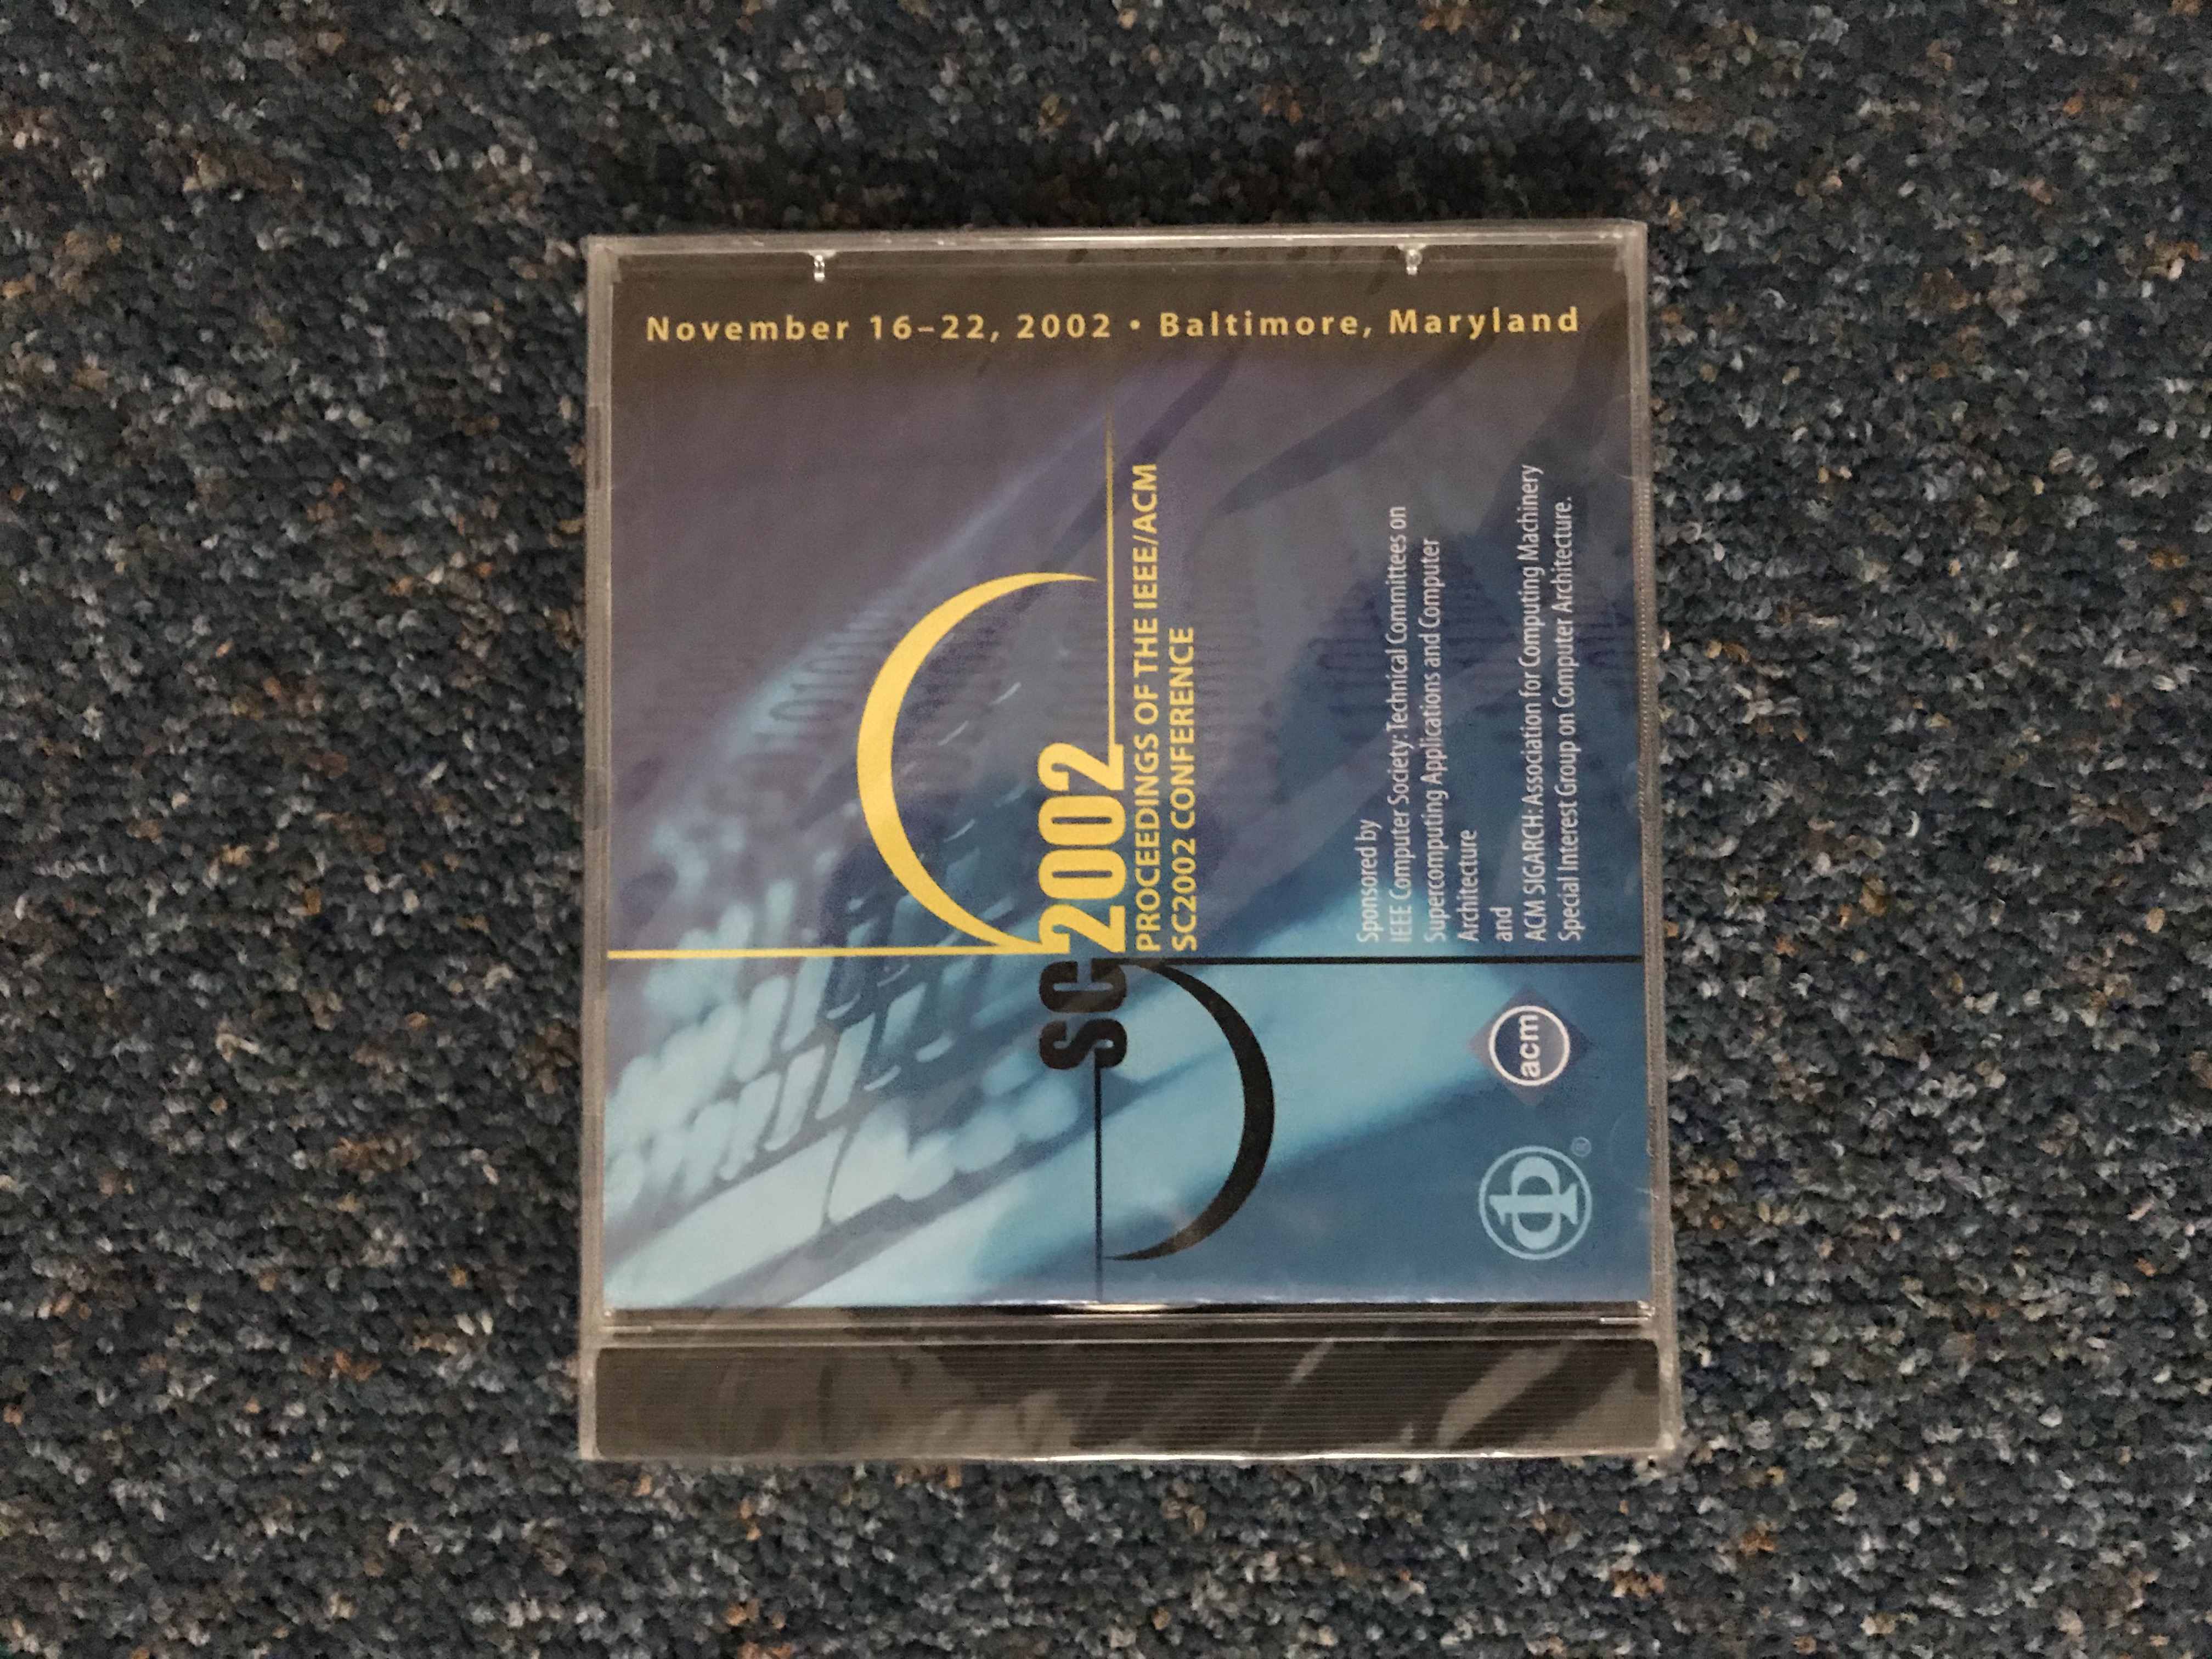 SC2002
PROCEEDINGS OF THE IEEE/ACM
SC2002 CONFERENCE
Sponsored by
IEEE Computer Society: Technical Committees on
Supercomputing Applications and Computer
Architecture
and
ACM SIGARCH: Association for Computing Machinery
Special Interest Group on Computer Architecture.
acm
®
November 16–22, 2002 • Baltimore, Maryland